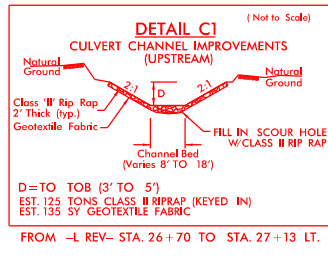 DETAIL C1
( Not to Scale)
CULVERT CHANNEL IMPROVEMENTS
(UPSTREAM)
Natural
Ground
Natural
Ground
2:1
D
2:1
Class 'II' Rip Rap
2' Thick (typ.)
Geotextile Fabric
FILL IN SCOUR HOLE
W/CLASS II RIP RAP
Channel Bed
(Varies 8' TO 18')
D=TO TOB (3' TO 5')
EST. 125 TONS CLASS II RIPRAP (KEYED IN)
EST. 135 SY GEOTEXTILE FABRIC
FROM -L REV- STA. 26+70 TO STA. 27+13 LT.